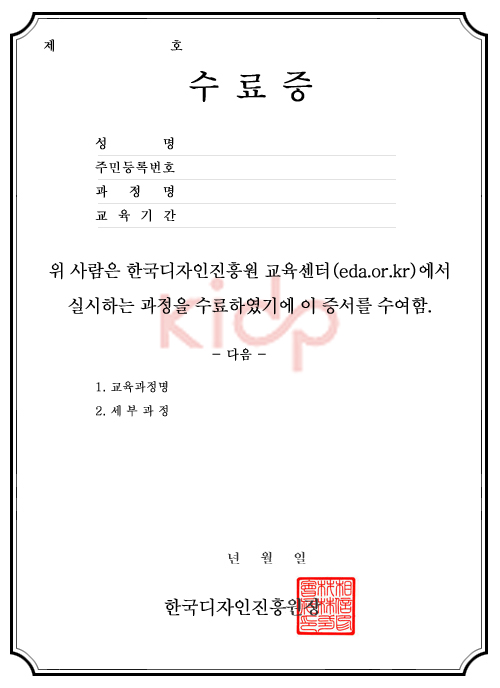 제 호
수 료 증
성 명
주민등록번호
과 정 명
교 육 기 간
위 사람은 한국디자인진흥원 교육센터(eda.or.kr)에서
실시하는 과정을 수료하였기에 이 증서를 수여함.
kidp
- 다음 -
1. 교육과정명
2. 세 부 과 정
년 월 일
한국디자인진흥원장